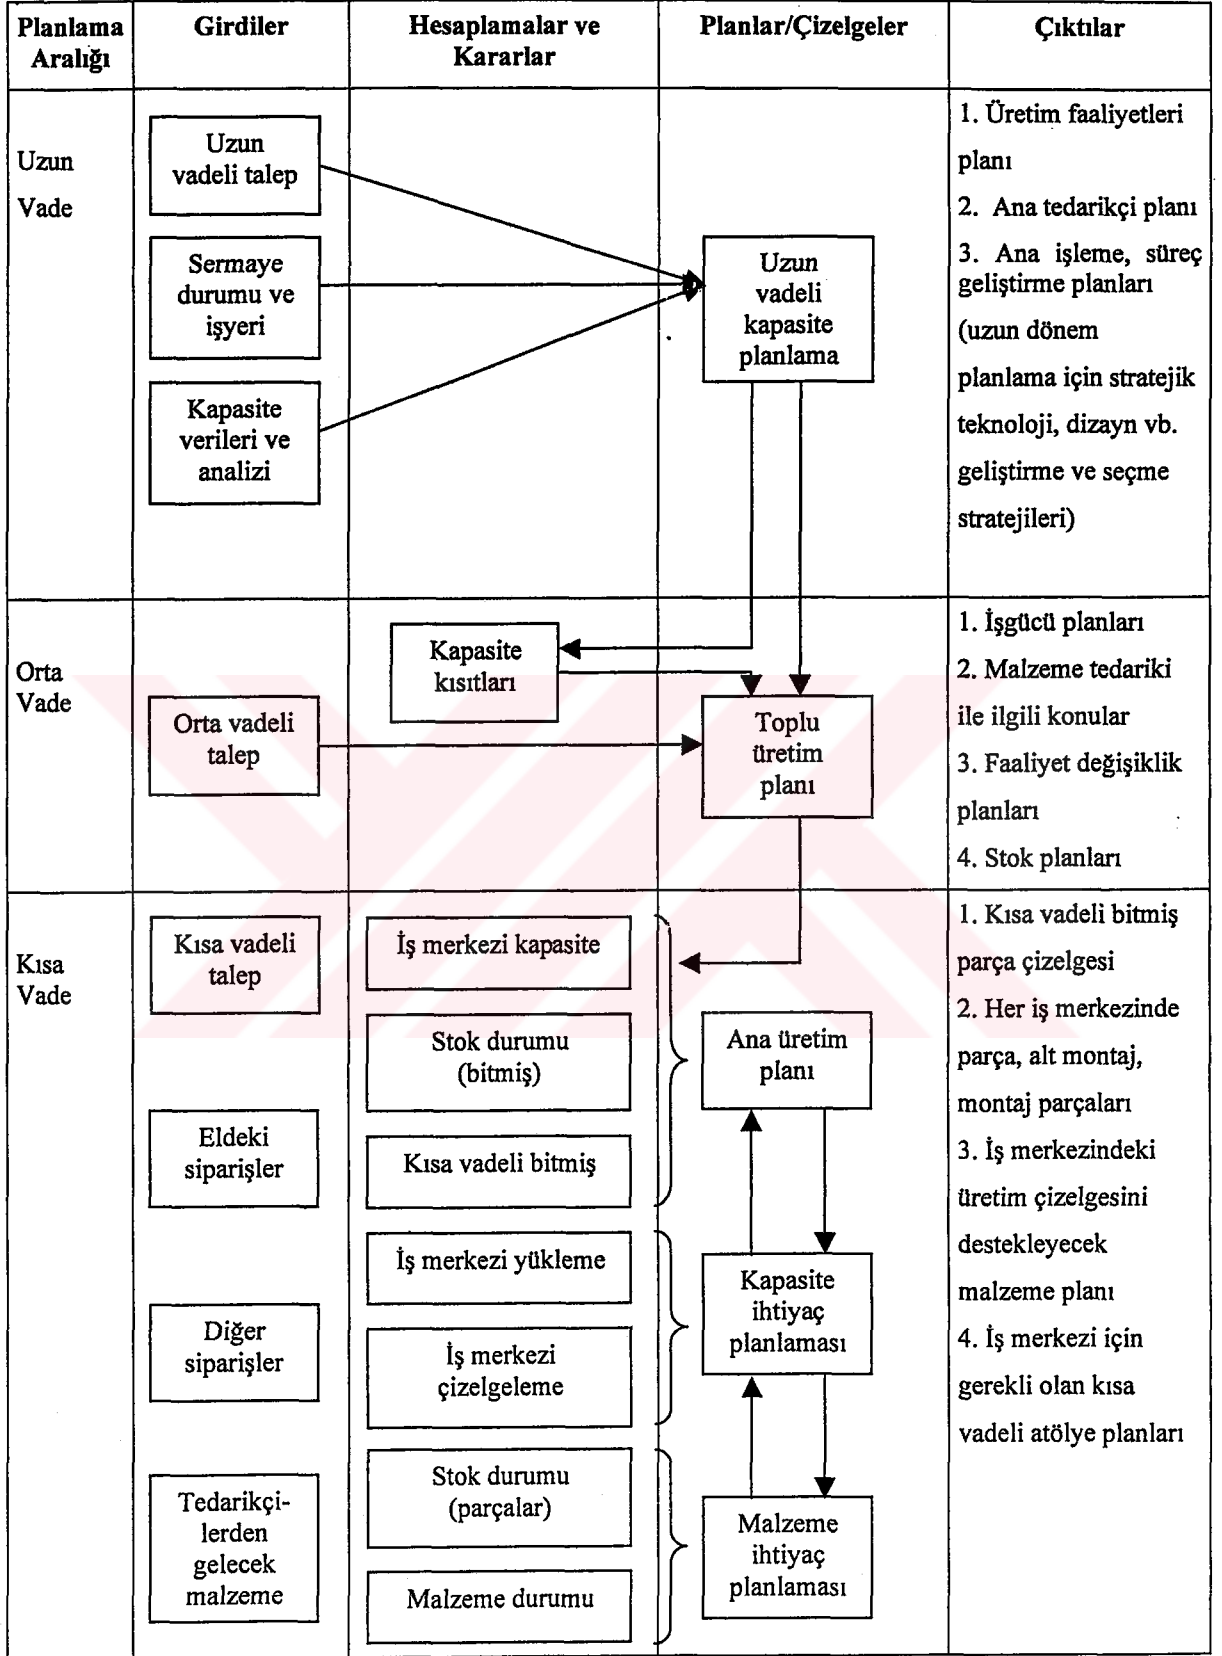 Planlama
Aralığı
Girdiler
Hesaplamalar ve
Kararlar
Planlar/Çizelgeler
Çıktılar
Uzun
Vade
Uzun
vadeli talep
Sermaye
durumu ve
işyeri
Kapasite
verileri ve
analizi
Uzun
vadeli
kapasite
planlama
1. Üretim faaliyetleri
planı
2. Ana tedarikçi planı
3. Ana işleme, süreç
geliştirme planları
(uzun dönem
planlama için stratejik
teknoloji, dizayn vb.
geliştirme ve seçme
stratejileri)
Orta
Vade
Orta vadeli
talep
Kapasite
kısıtları
Toplu
üretim
planı
1. İşgücü planları
2. Malzeme tedariki
ile ilgili konular
3. Faaliyet değişiklik
planları
4. Stok planları
Kısa
Vade
Kısa vadeli
talep
Eldeki
siparişler
Diğer
siparişler
Tedarikçi-
lerden
gelecek
malzeme
İş merkezi kapasite
Stok durumu
(bitmiş)
Kısa vadeli bitmiş
İş merkezi yükleme
İş merkezi
çizelgeleme
Stok durumu
(parçalar)
Malzeme durumu
Ana üretim
planı
Kapasite
ihtiyaç
planlaması
Malzeme
ihtiyaç
planlaması
1. Kısa vadeli bitmiş
parça çizelgesi
2. Her iş merkezinde
parça, alt montaj,
montaj parçaları
3. İş merkezindeki
üretim çizelgesini
destekleyecek
malzeme planı
4. İş merkezi için
gerekli olan kısa
vadeli atölye planları